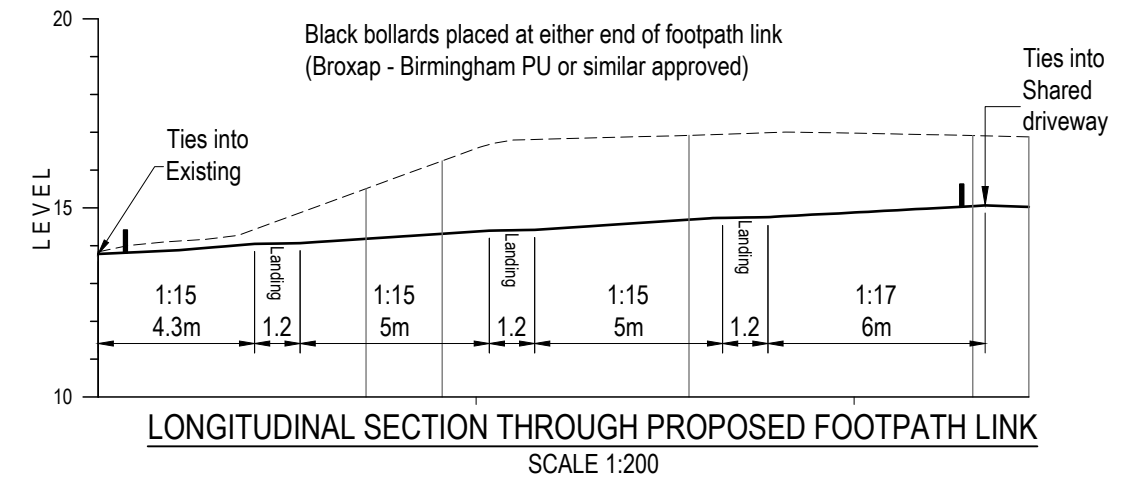 20
Black bollards placed at either end of footpath link
(Broxap - Birmingham PU or similar approved)
Ties into
Shared
driveway
Ties into
Existing
LEVEL
15
Landing
Landing
Landing
1:15
1:15
1:15
1:17
4.3m
1.2
5m
1.2
5m
1.2
6m
10
LONGITUDINAL SECTION THROUGH PROPOSED FOOTPATH LINK
SCALE 1:200